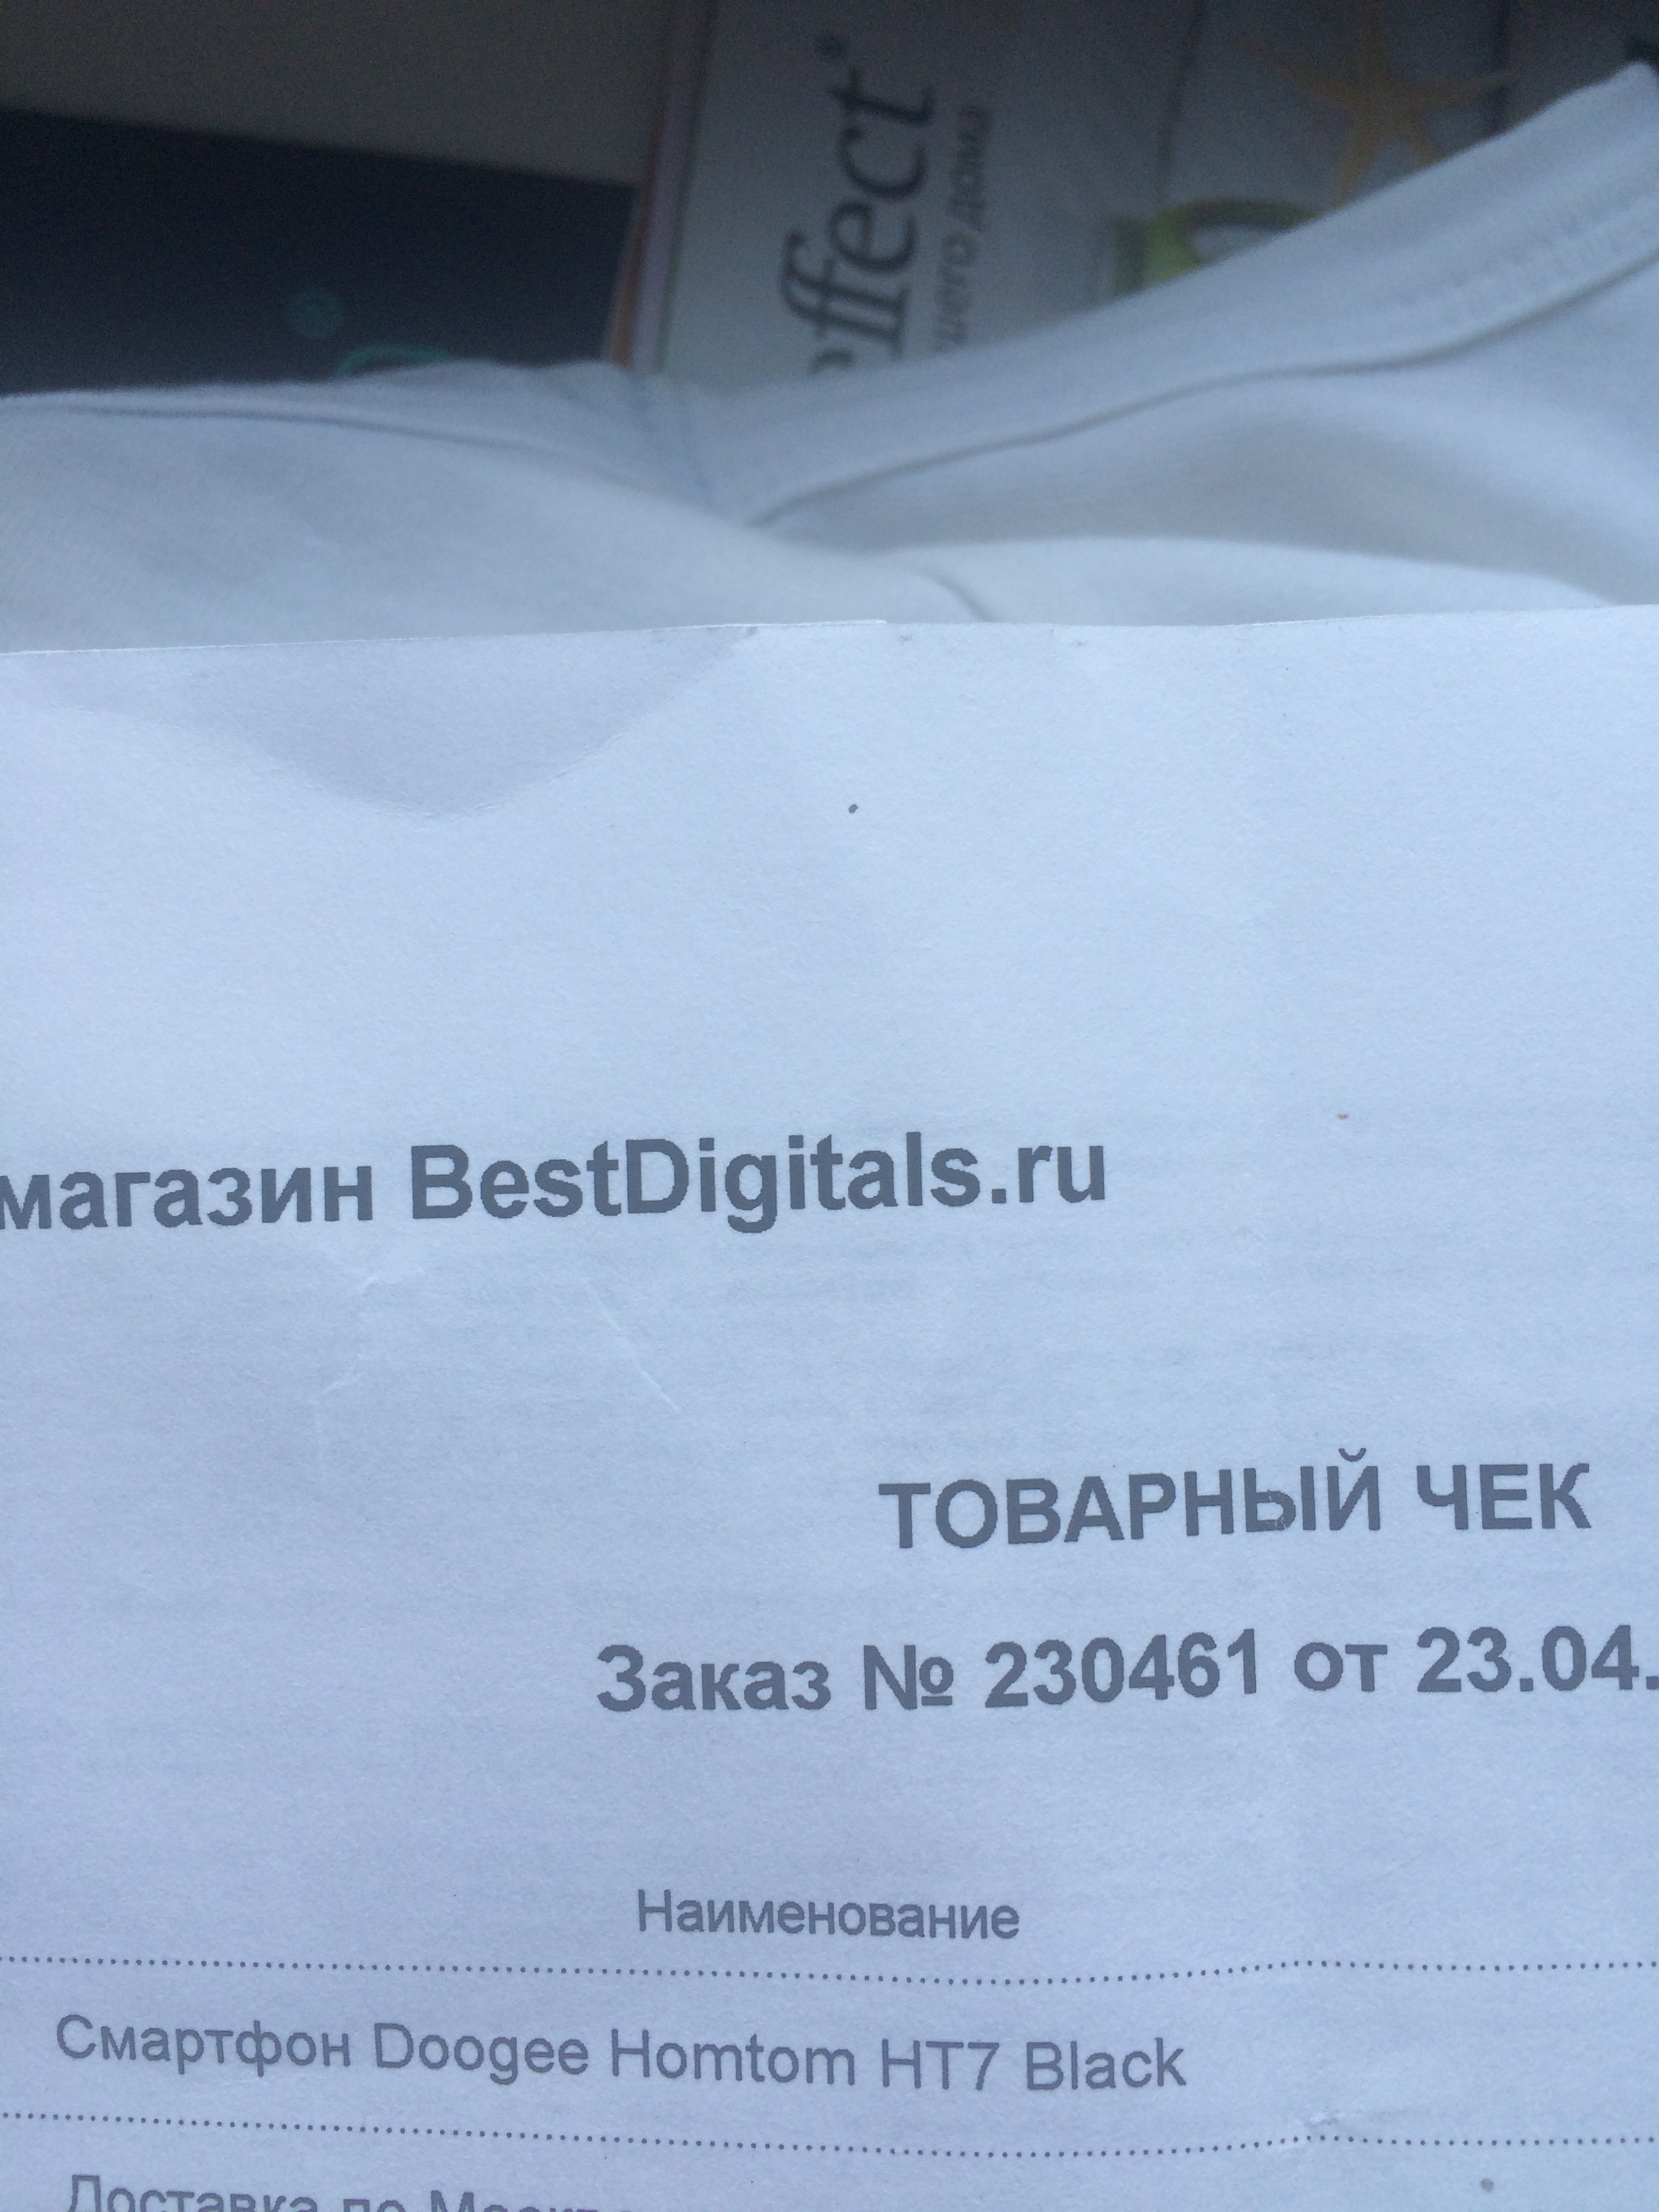 effect®
дома
магазин BestDigitals.ru
ТОВАРНЫЙ ЧЕК
Заказ № 230461 от 23.04.
Наименование
Смартфон Doogee Homtom HT7 Black
Доставка по